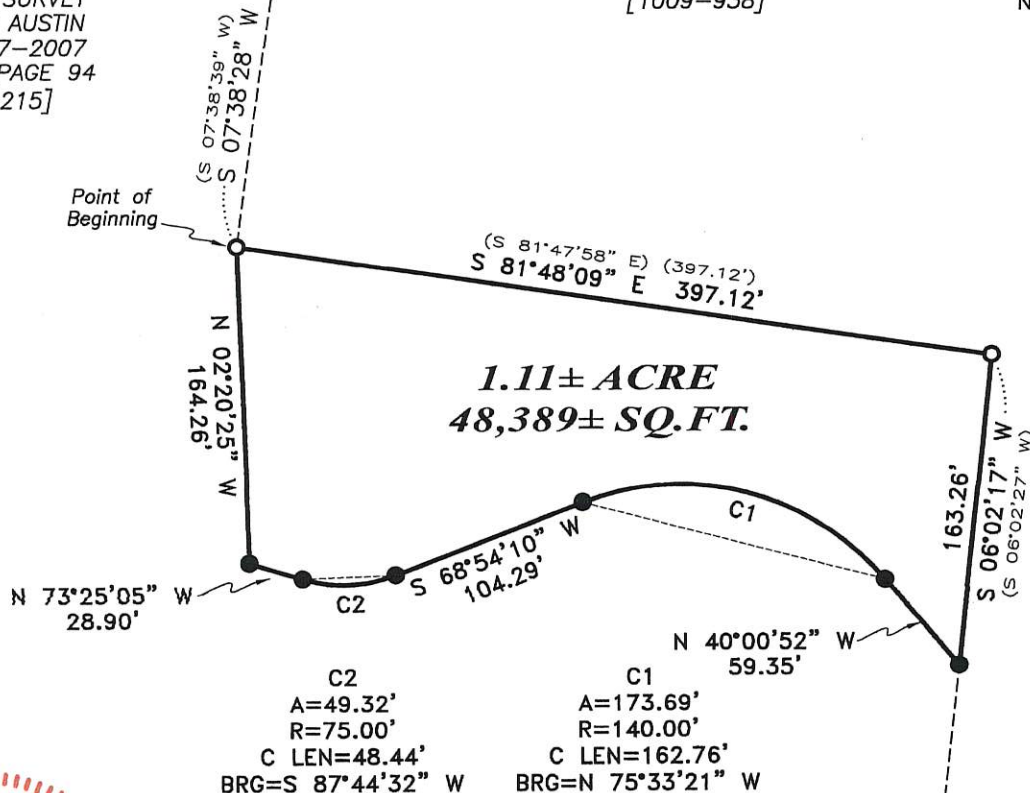 SURVEY
AUSTIN
7-2007
PAGE 94
215]
[1009-938]
N
(S 07°38'39" W)
S 07°38'28" W
Point of
Beginning
(S 81°47'58" E) (397.12')
S 81°48'09" E 397.12'
N 02°20'25" W
164.26'
1.11± ACRE
48,389± SQ.FT.
163.26'
S 06°02'17" W
(S 06°02'27" W)
C1
S 68°54'10" W
104.29'
C2
N 73°25'05" W
28.90'
N 40°00'52" W
59.35'
C2
A=49.32'
R=75.00'
C LEN=48.44'
BRG=S 87°44'32" W
C1
A=173.69'
R=140.00'
C LEN=162.76'
BRG=N 75°33'21" W